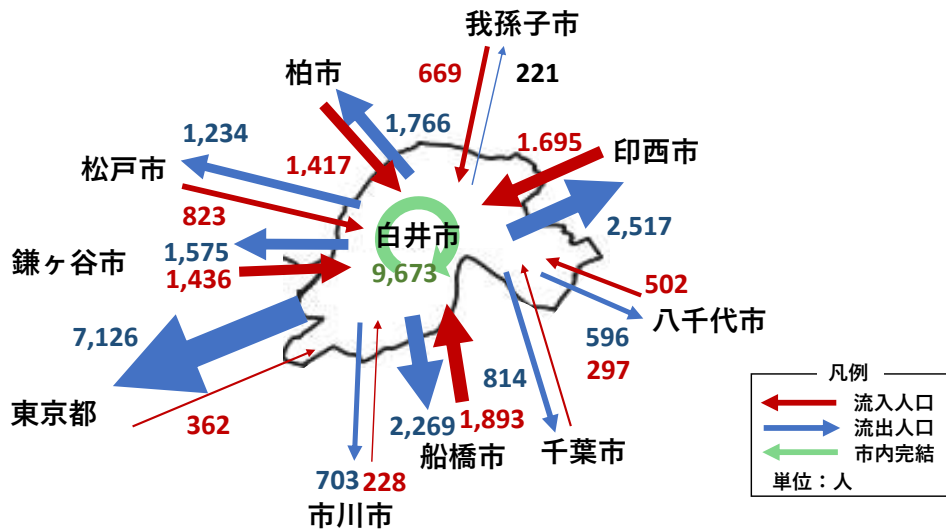 我孫子市
669
221
柏市
1,766
1,234
1,417
1.695
印西市
松戸市
823
2,517
白井市
9,673
1,575
鎌ヶ谷市
1,436
502
八千代市
596
7,126
297
814
東京都
362
2,269
1,893
船橋市
千葉市
703
228
市川市
凡例
流入人口
流出人口
市内完結
単位：人